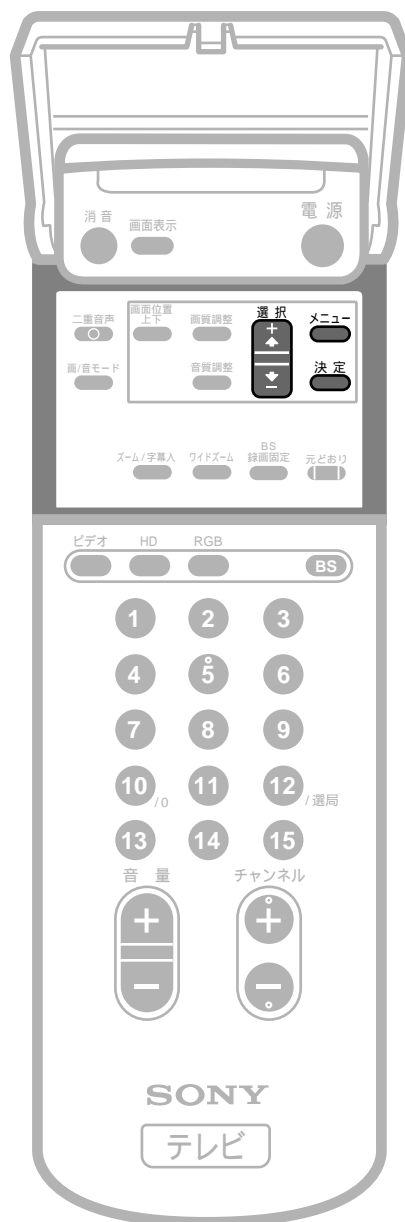 消音 画面表示 電源
二重音声 画面位置上下 画質調整 選択 メニュー
+
画/音モード 音質調整 決定
−
ズーム/字幕入 ワイドズーム BS録画固定 元どおり
ビデオ HD RGB BS
1 2 3
4 5 6
7 8 9
10 /0 11 12 /選局
13 14 15
音量 チャンネル
+ +
− −
SONY
テレビ